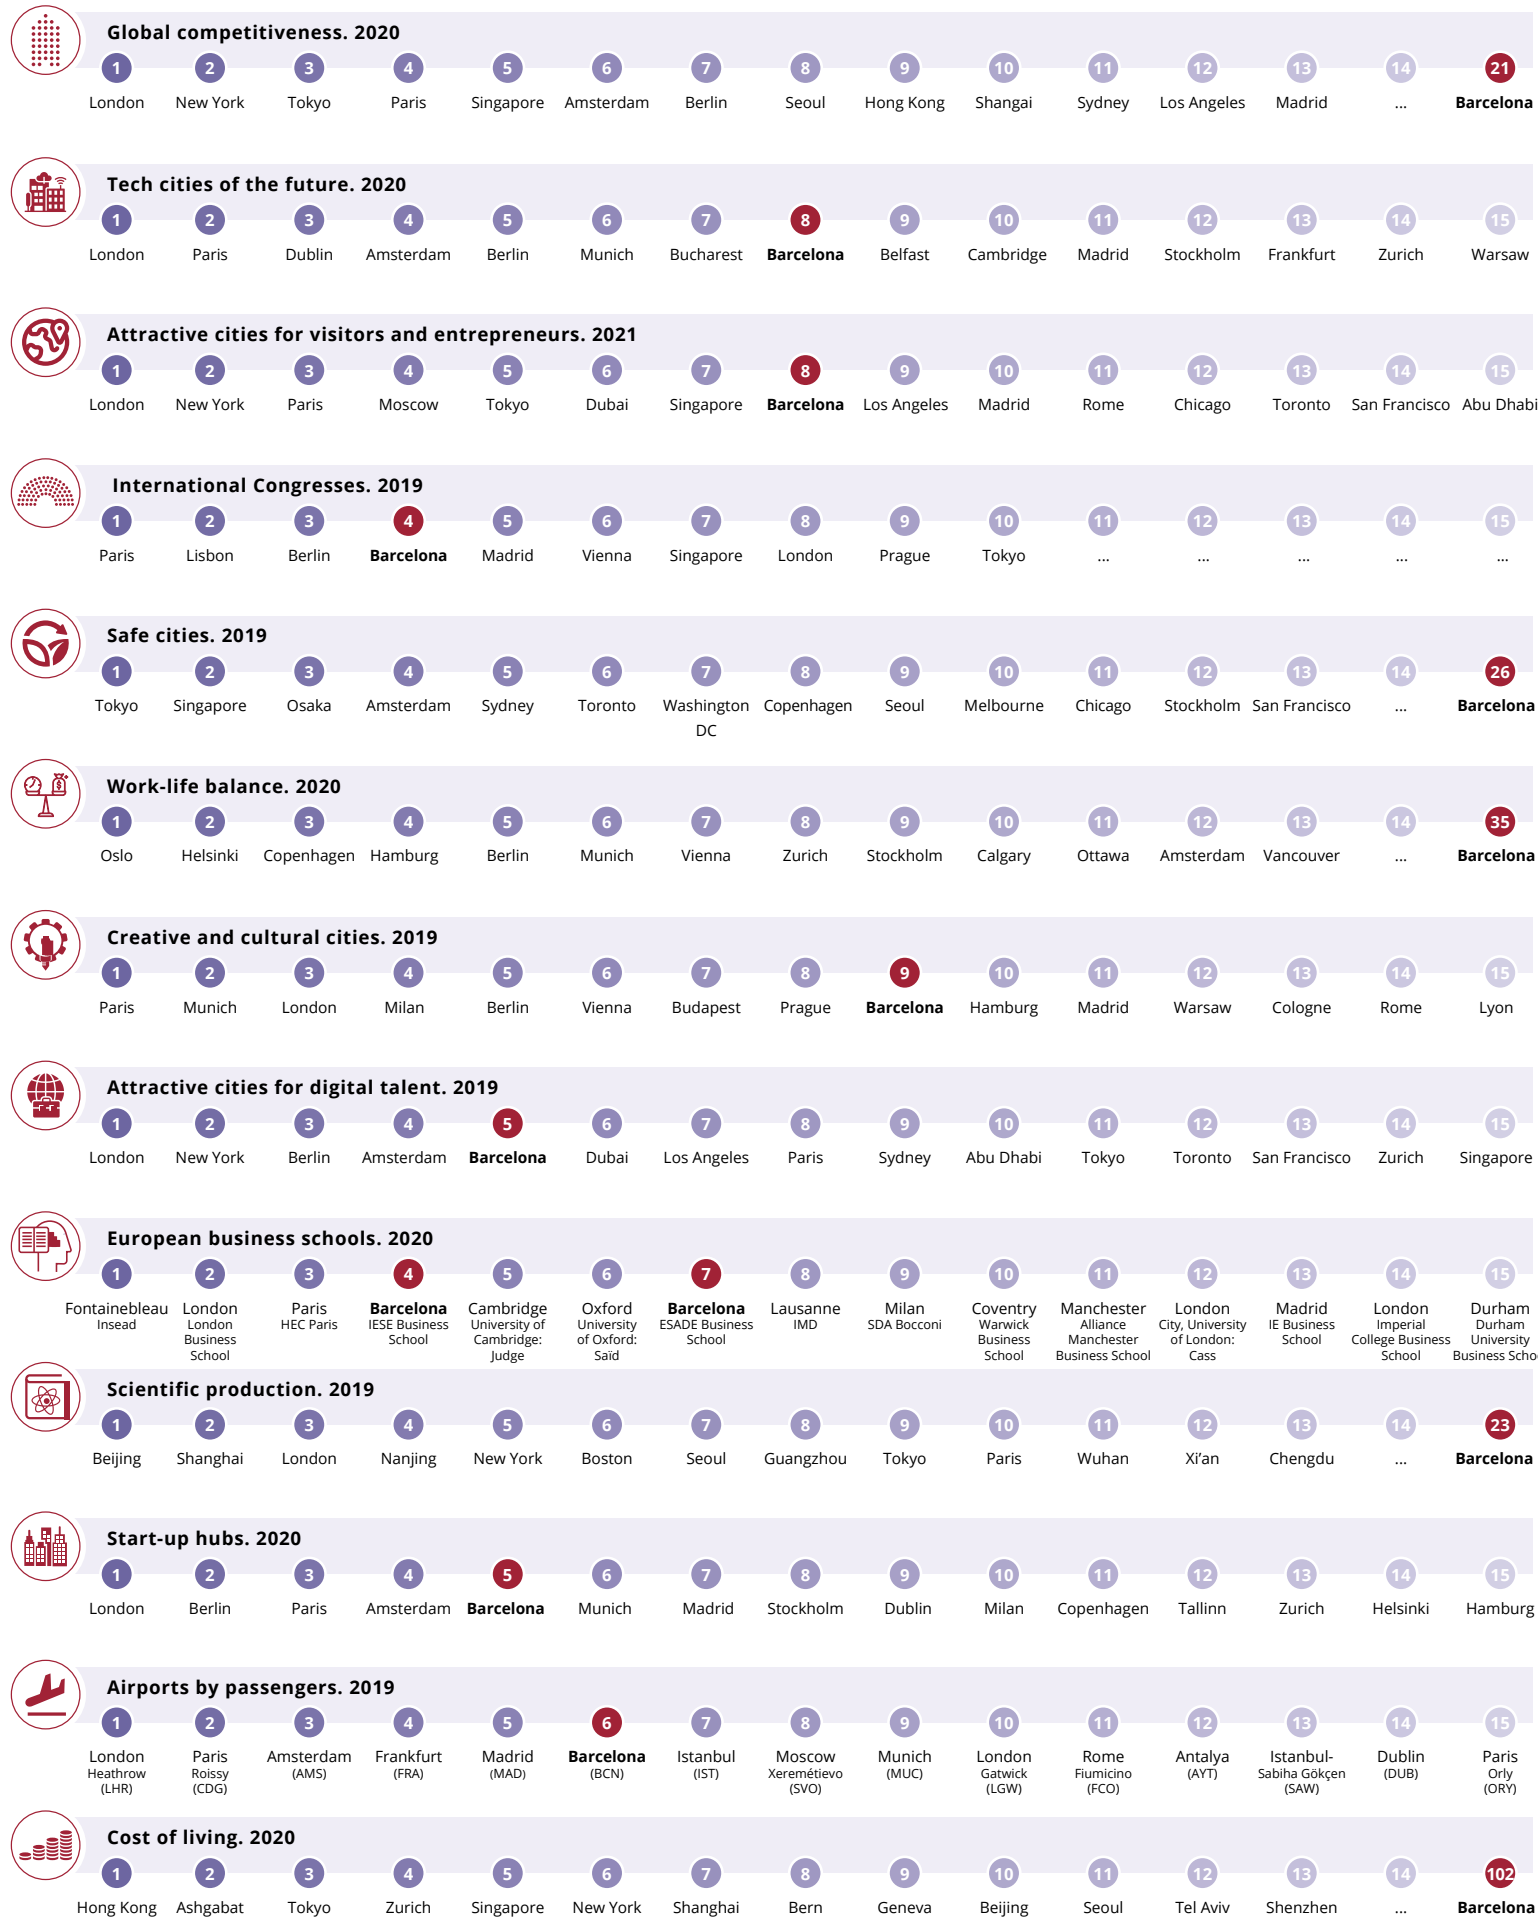 Global competitiveness. 2020
1 2 3 4 5 6 7 8 9 10 11 12 13 14 21
London New York Tokyo Paris Singapore Amsterdam Berlin Seoul Hong Kong Shangai Sydney Los Angeles Madrid ... Barcelona
Tech cities of the future. 2020
1 2 3 4 5 6 7 8 9 10 11 12 13 14 15
London Paris Dublin Amsterdam Berlin Munich Bucharest Barcelona Belfast Cambridge Madrid Stockholm Frankfurt Zurich Warsaw
Attractive cities for visitors and entrepreneurs. 2021
1 2 3 4 5 6 7 8 9 10 11 12 13 14 15
London New York Paris Moscow Tokyo Dubai Singapore Barcelona Los Angeles Madrid Rome Chicago Toronto San Francisco Abu Dhabi
International Congresses. 2019
1 2 3 4 5 6 7 8 9 10 11 12 13 14 15
Paris Lisbon Berlin Barcelona Madrid Vienna Singapore London Prague Tokyo ... ... ... ... ...
Safe cities. 2019
1 2 3 4 5 6 7 8 9 10 11 12 13 14 26
Tokyo Singapore Osaka Amsterdam Sydney Toronto Washington Copenhagen Seoul Melbourne Chicago Stockholm San Francisco ... Barcelona
DC
Work-life balance. 2020
1 2 3 4 5 6 7 8 9 10 11 12 13 14 35
Oslo Helsinki Copenhagen Hamburg Berlin Munich Vienna Zurich Stockholm Calgary Ottawa Amsterdam Vancouver ... Barcelona
Creative and cultural cities. 2019
1 2 3 4 5 6 7 8 9 10 11 12 13 14 15
Paris Munich London Milan Berlin Vienna Budapest Prague Barcelona Hamburg Madrid Warsaw Cologne Rome Lyon
Attractive cities for digital talent. 2019
1 2 3 4 5 6 7 8 9 10 11 12 13 14 15
London New York Berlin Amsterdam Barcelona Dubai Los Angeles Paris Sydney Abu Dhabi Tokyo Toronto San Francisco Zurich Singapore
European business schools. 2020
1 2 3 4 5 6 7 8 9 10 11 12 13 14 15
Fontainebleau London Paris Barcelona Cambridge Oxford Barcelona Lausanne Milan Coventry Manchester London Madrid London Durham
Insead London HEC Paris IESE Business University of University ESADE Business IMD SDA Bocconi Warwick Alliance City, University IE Business Imperial Durham
Business School Cambridge: of Oxford: School Business Manchester of London: School College Business University
School Judge Saïd School Business School Cass School Business Schoo
Scientific production. 2019
1 2 3 4 5 6 7 8 9 10 11 12 13 14 23
Beijing Shanghai London Nanjing New York Boston Seoul Guangzhou Tokyo Paris Wuhan Xi’an Chengdu ... Barcelona
Start-up hubs. 2020
1 2 3 4 5 6 7 8 9 10 11 12 13 14 15
London Berlin Paris Amsterdam Barcelona Munich Madrid Stockholm Dublin Milan Copenhagen Tallinn Zurich Helsinki Hamburg
Airports by passengers. 2019
1 2 3 4 5 6 7 8 9 10 11 12 13 14 15
London Paris Amsterdam Frankfurt Madrid Barcelona Istanbul Moscow Munich London Rome Antalya Istanbul- Dublin Paris
Heathrow Roissy (AMS) (FRA) (MAD) (BCN) (IST) Xeremétievo (MUC) Gatwick Fiumicino (AYT) Sabiha Gökçen (DUB) Orly
(LHR) (CDG) (SVO) (LGW) (FCO) (SAW) (ORY)
Cost of living. 2020
1 2 3 4 5 6 7 8 9 10 11 12 13 14 102
Hong Kong Ashgabat Tokyo Zurich Singapore New York Shanghai Bern Geneva Beijing Seoul Tel Aviv Shenzhen ... Barcelona